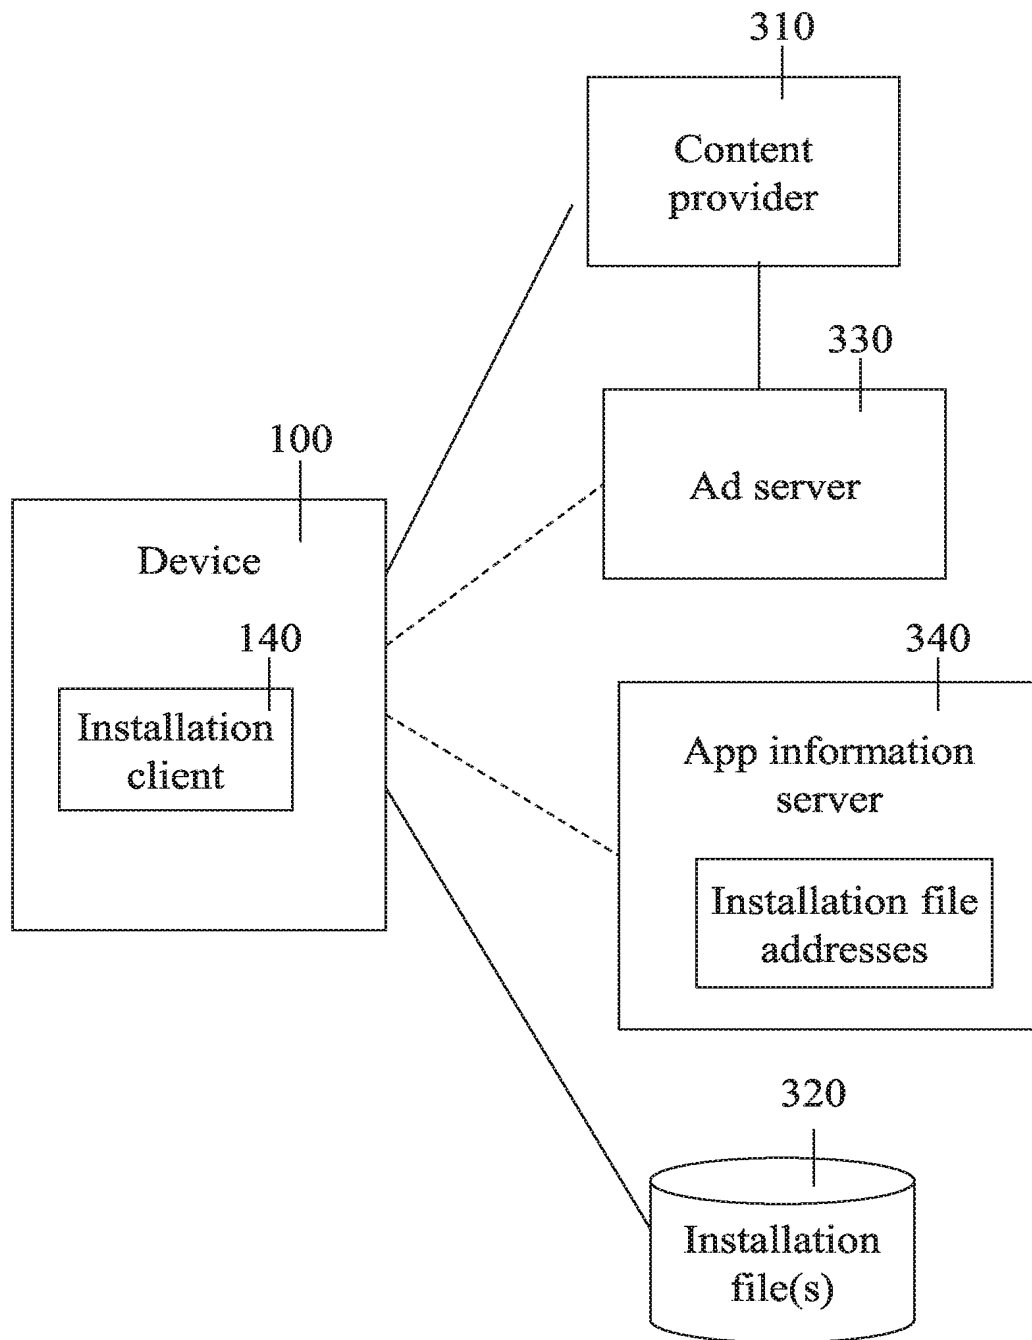 310
Content
provider
330
Ad server
100
Device
140
Installation
client
340
App information
server
Installation file
addresses
320
Installation
file(s)